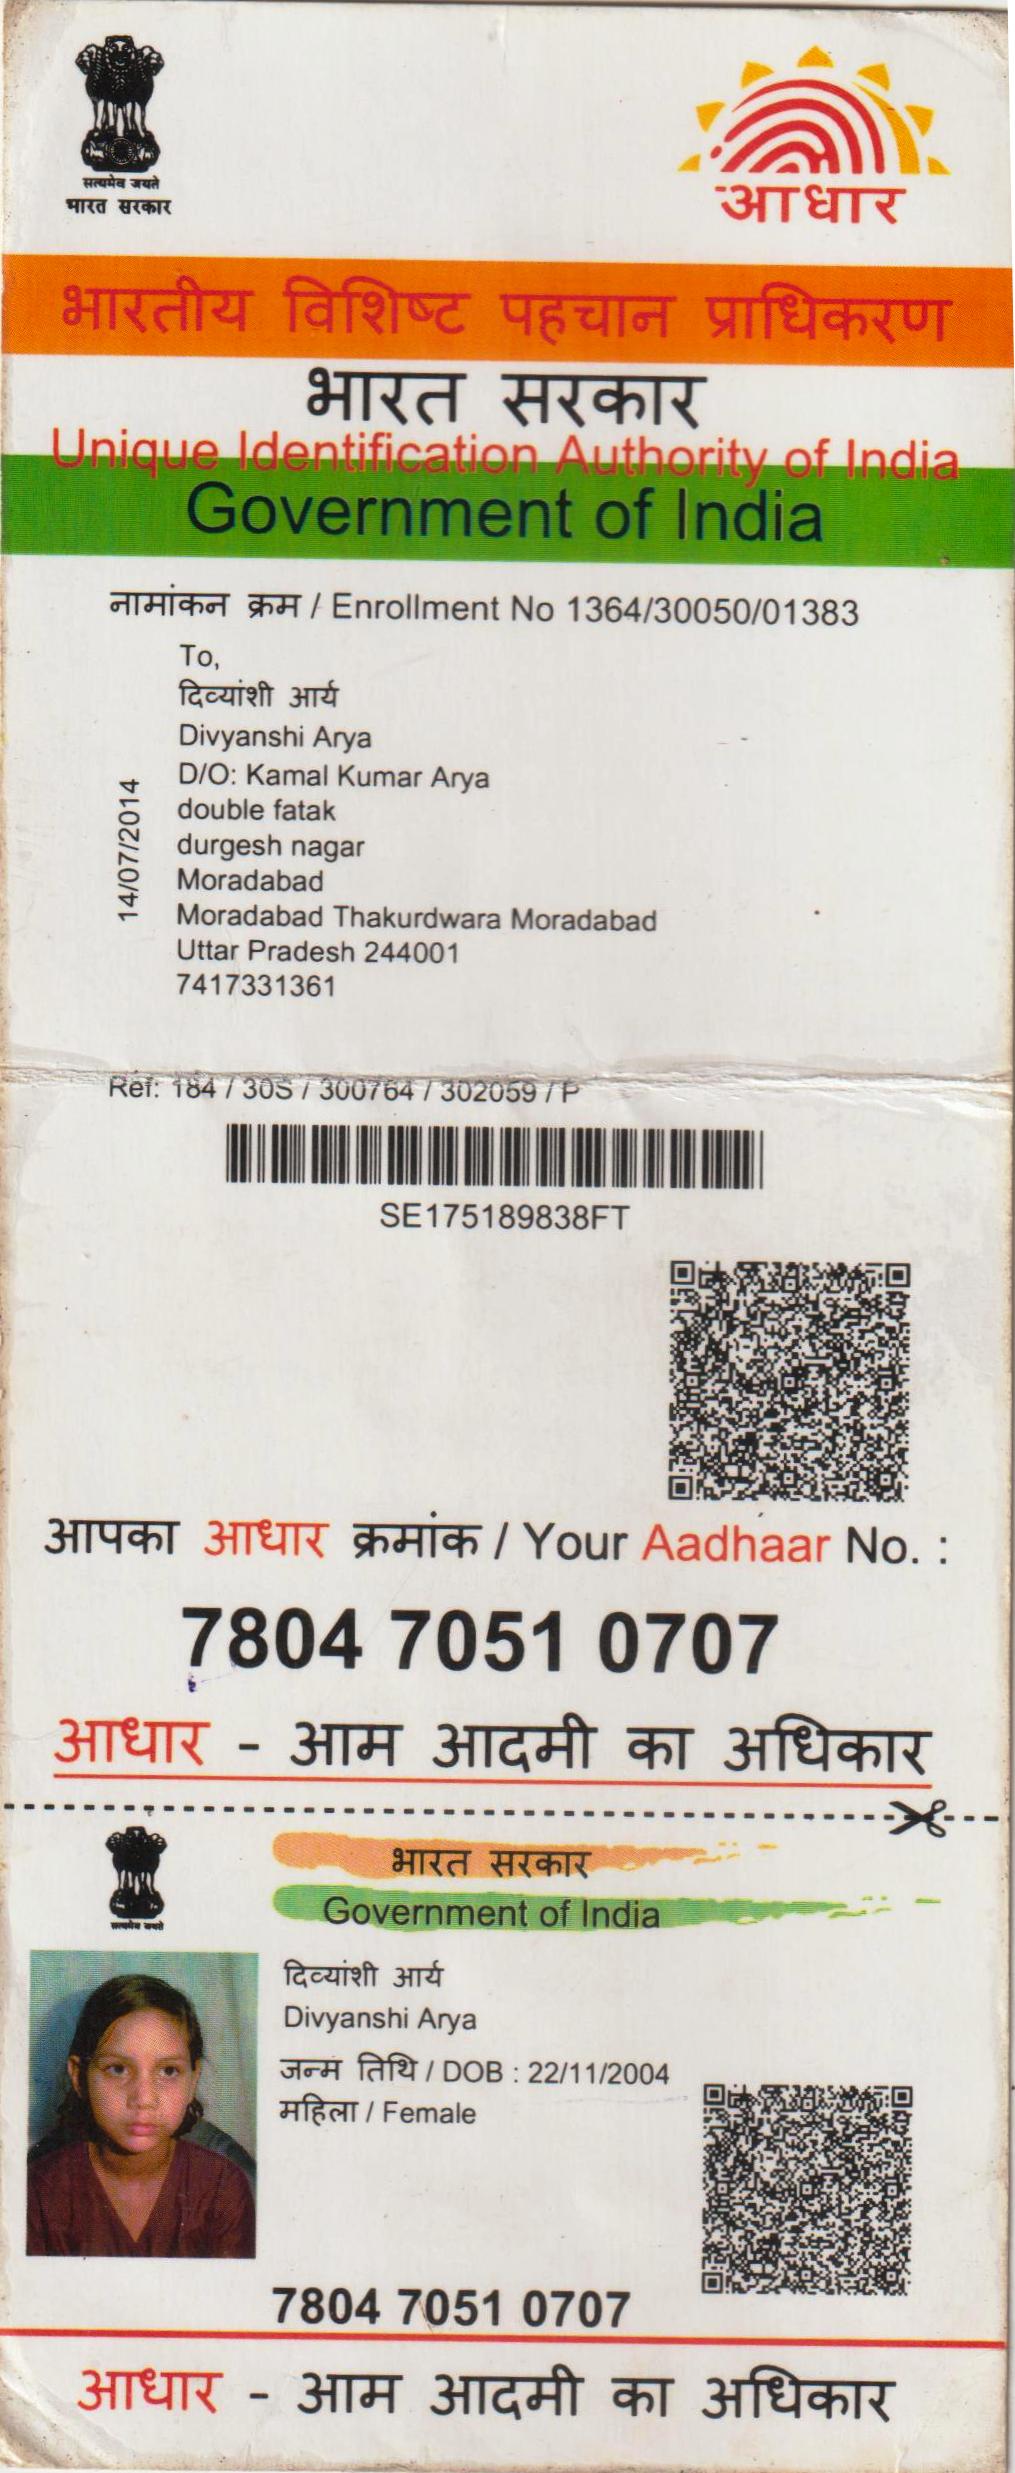 सत्यमेव जयते
भारत सरकार
आधार
भारतीय विशिष्ट पहचान प्राधिकरण
भारत सरकार
Unique Identification Authority of India
Government of India
नामांकन क्रम / Enrollment No 1364/30050/01383
To,
दिव्यांशी आर्य
Divyanshi Arya
D/O: Kamal Kumar Arya
double fatak
durgesh nagar
Moradabad
Moradabad Thakurdwara Moradabad
Uttar Pradesh 244001
7417331361
14/07/2014
Ref: 184 / 30S / 300764 / 302059 / P
SE175189838FT
आपका आधार क्रमांक / Your Aadhaar No. :
7804 7051 0707
आधार - आम आदमी का अधिकार
सत्यमेव जयते
भारत सरकार
Government of India
दिव्यांशी आर्य
Divyanshi Arya
जन्म तिथि / DOB : 22/11/2004
महिला / Female
7804 7051 0707
आधार - आम आदमी का अधिकार